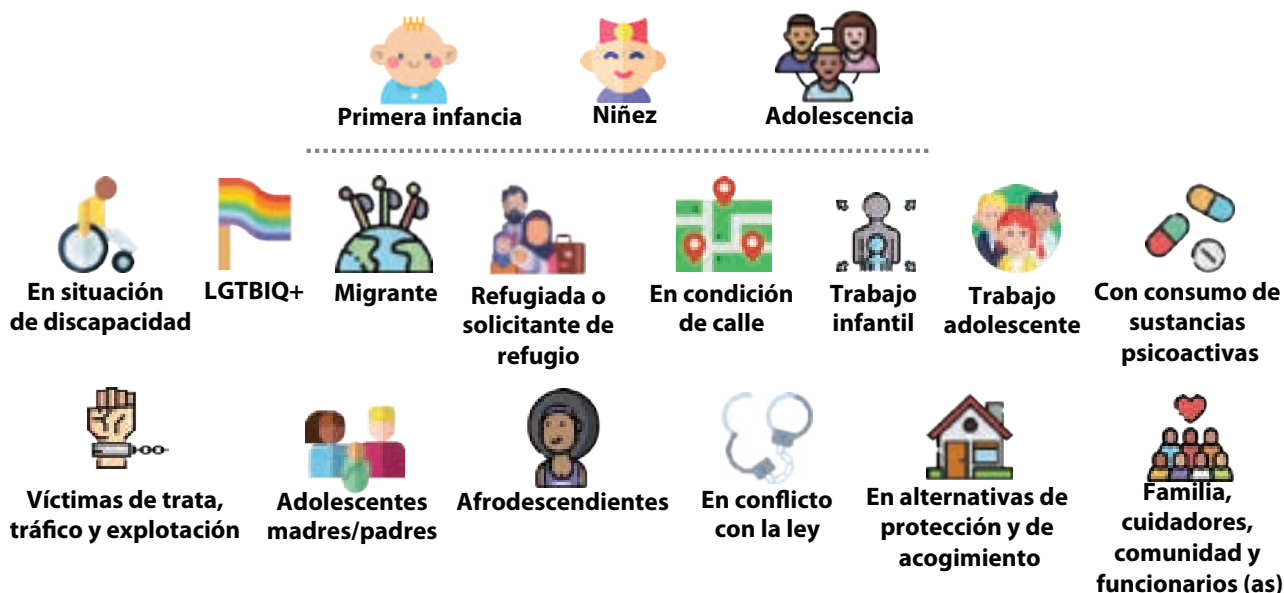 Primera infancia
Niñez
Adolescencia
En situación
de discapacidad
LGTBIQ+
Migrante
Refugiada o
solicitante de
refugio
En condición
de calle
Trabajo
infantil
Trabajo
adolescente
Con consumo de
sustancias
psicoactivas
Víctimas de trata,
tráfico y explotación
Adolescentes
madres/padres
Afrodescendientes
En conflicto
con la ley
En alternativas de
protección y de
acogimiento
Familia,
cuidadores,
comunidad y
funcionarios (as)